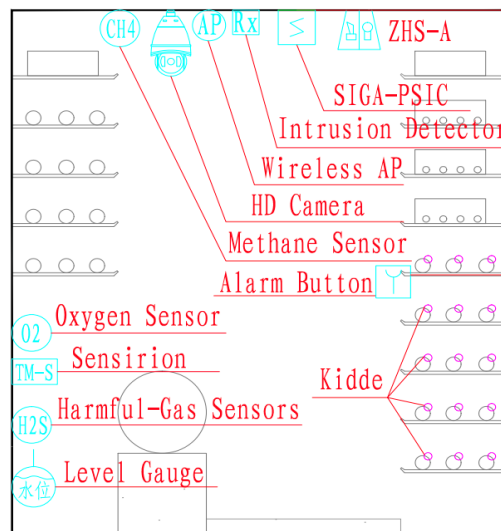 CH4
AP
Rx
ZHS-A
SIGA-PSIC
Intrusion Detector
Wireless AP
HD Camera
Methane Sensor
Alarm Button
Oxygen Sensor
O2
Sensirion
TM-S
Harmful-Gas Sensors
H2S
Kidde
Level Gauge
水位